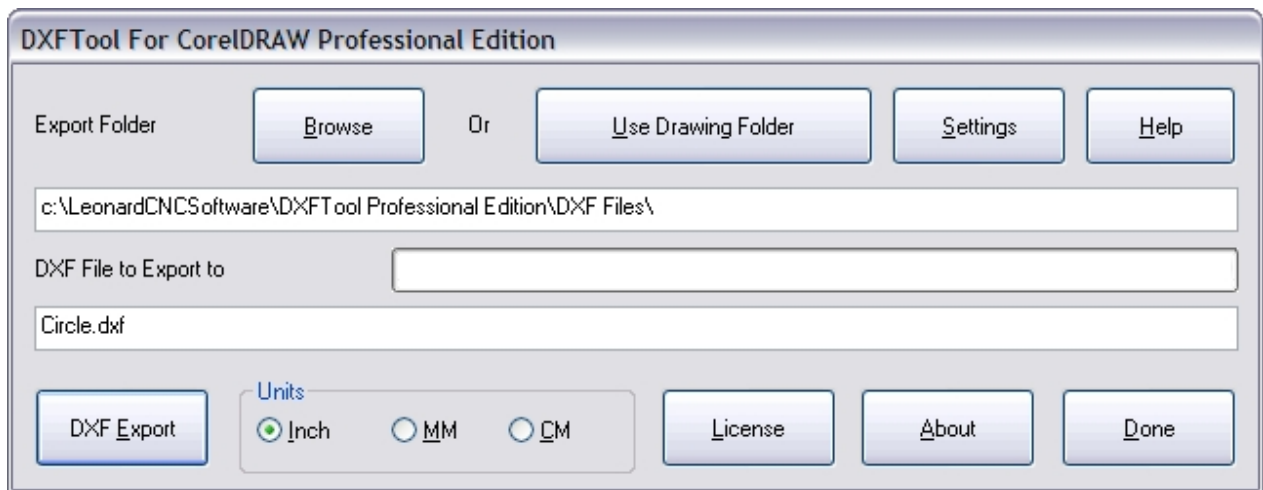 DXFTool For CorelDRAW Professional Edition
Export Folder Browse Or Use Drawing Folder Settings Help
c:\LeonardCNCSoftware\DXFTool Professional Edition\DXF Files\
DXF File to Export to
Circle.dxf
Units
DXF Export Inch MM CM License About Done